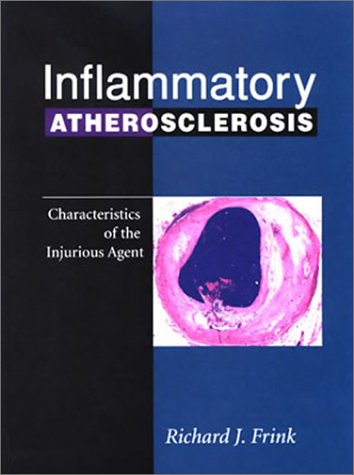 Inflammatory
ATHEROSCLEROSIS
Characteristics
of the
Injurious Agent
Richard J. Frink